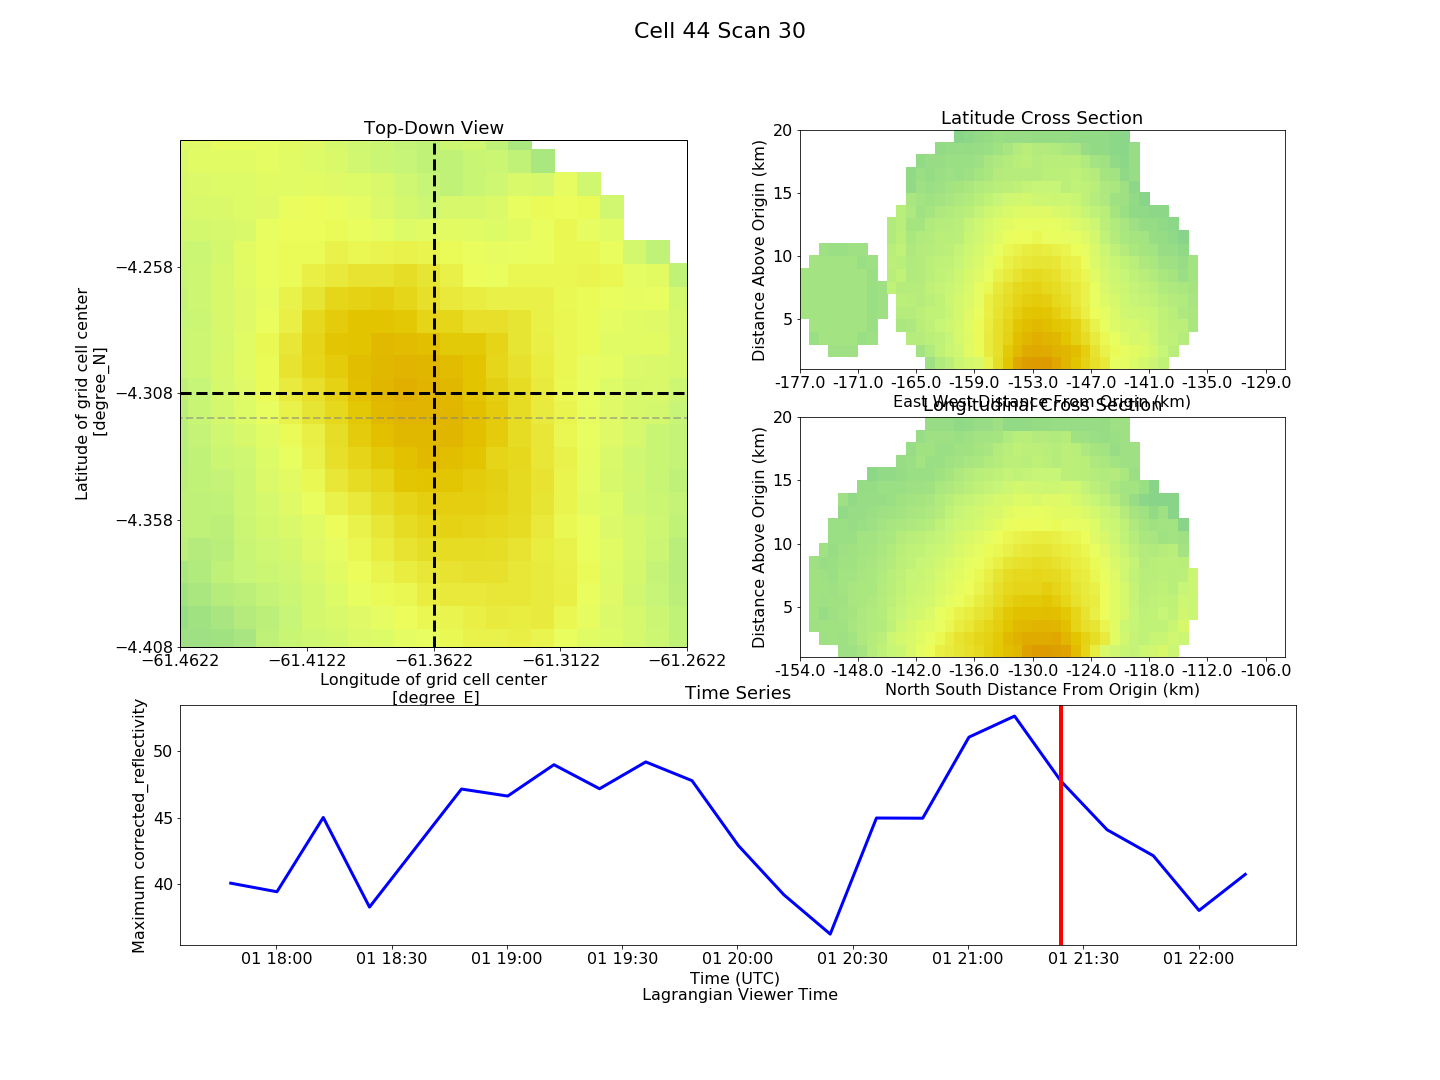 Cell 44 Scan 30
Top-Down View
Latitude of grid cell center
[degree_N]
−4.258
−4.308
−4.358
−4.408
−61.4622 −61.4122 −61.3622 −61.3122 −61.2622
Longitude of grid cell center
[degree_E]
Latitude Cross Section
Distance Above Origin (km)
20
15
10
5
-177.0 -171.0 -165.0 -159.0 -153.0 -147.0 -141.0 -135.0 -129.0
East West Distance From Origin (km)
Longitudinal Cross Section
Distance Above Origin (km)
20
15
10
5
-154.0 -148.0 -142.0 -136.0 -130.0 -124.0 -118.0 -112.0 -106.0
North South Distance From Origin (km)
Time Series
Maximum corrected_reflectivity
50
45
40
01 18:00 01 18:30 01 19:00 01 19:30 01 20:00 01 20:30 01 21:00 01 21:30 01 22:00
Time (UTC)
Lagrangian Viewer Time